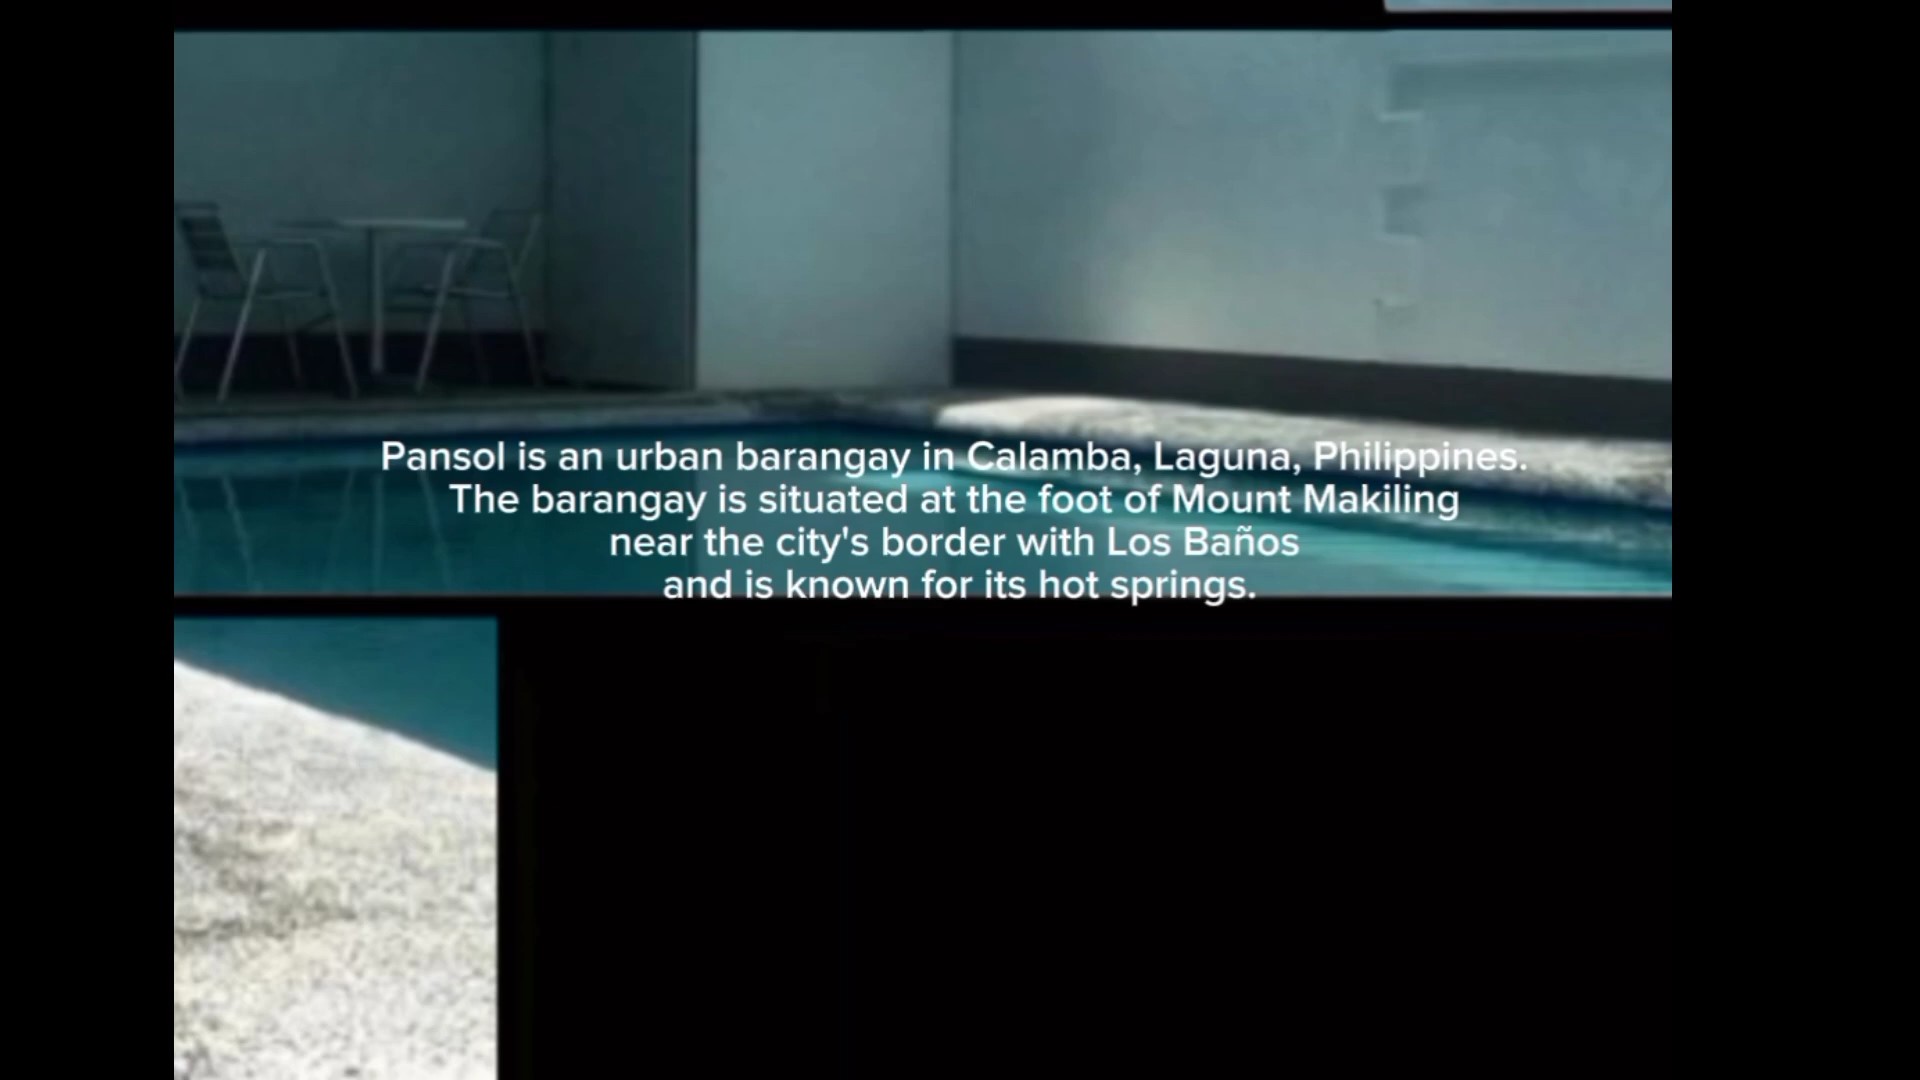 Pansol is an urban barangay in Calamba, Laguna, Philippines.
The barangay is situated at the foot of Mount Makiling
near the city's border with Los Baños
and is known for its hot springs.